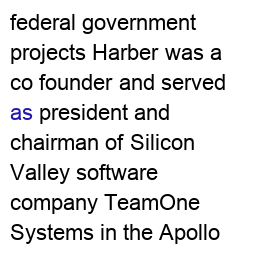 federal government
projects Harber was a
co founder and served
as president and
chairman of Silicon
Valley software
company TeamOne
Systems in the Apollo